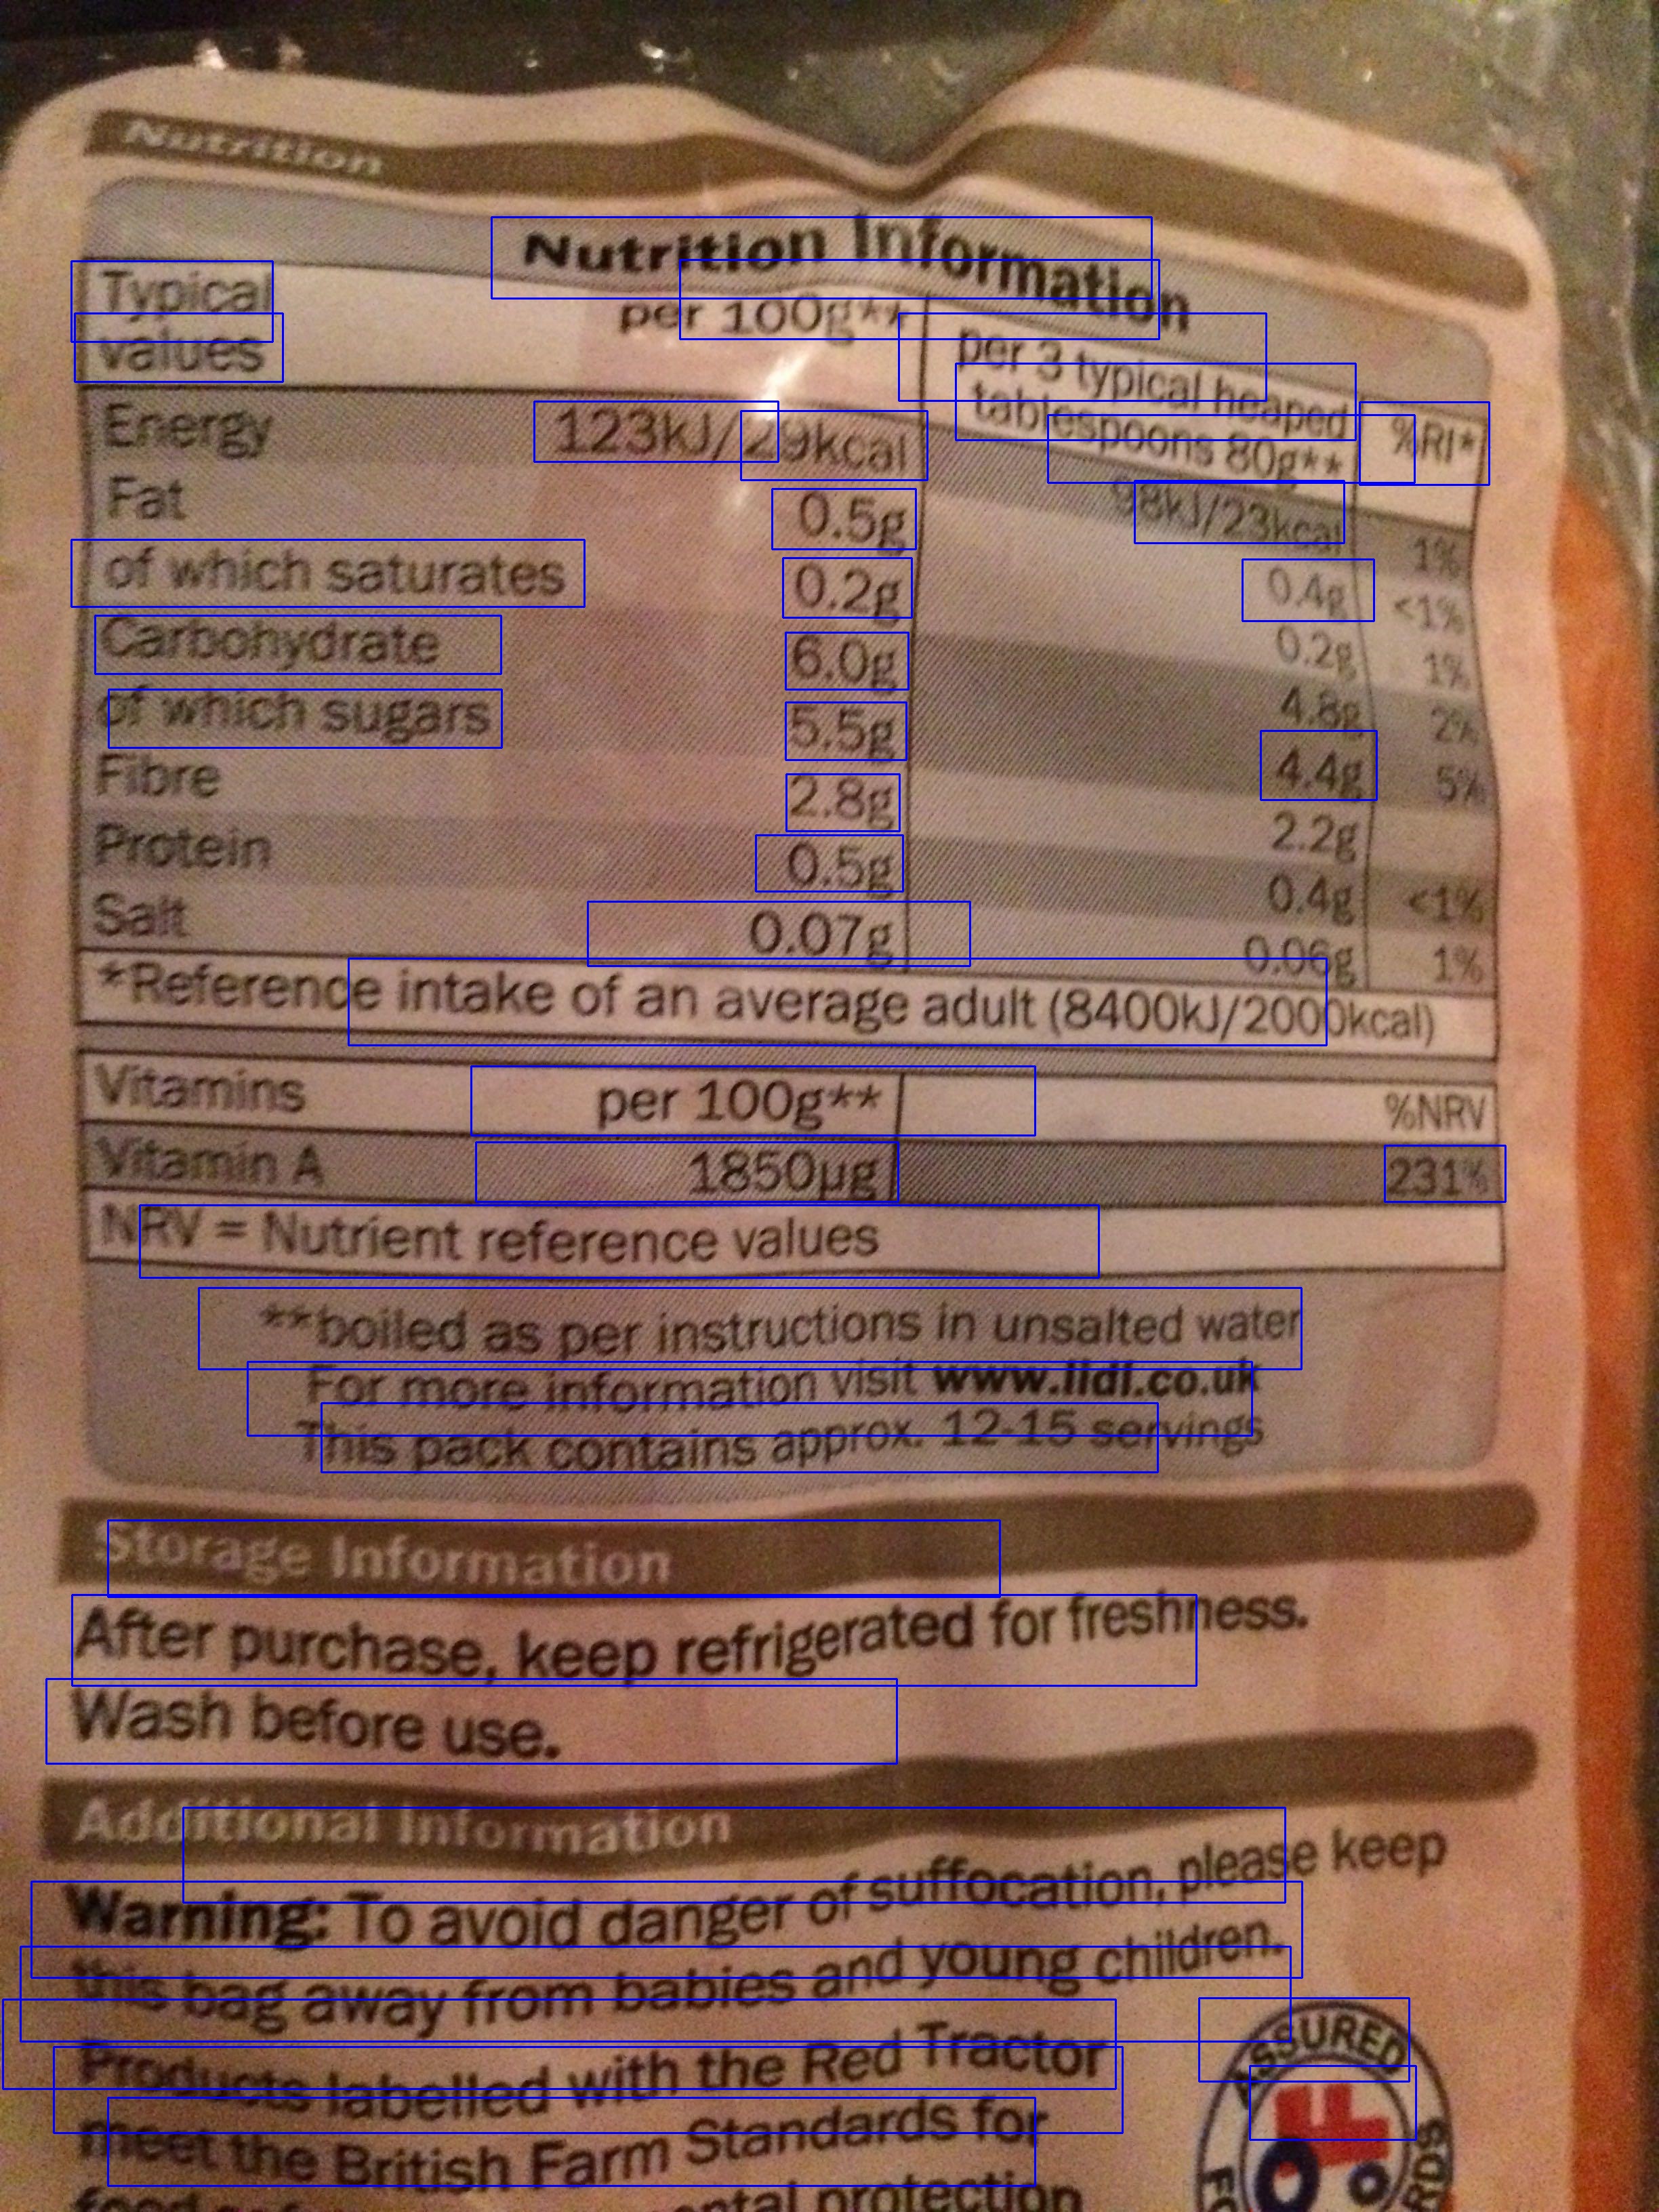 Nutrition
Nutrition Information
Typical values per 100g** per 3 typical heaped tablespoons 80g** %RI*
Energy 123kJ/29kcal 98kJ/23kcal 1%
Fat 0.5g 0.4g <1%
of which saturates 0.2g 0.2g 1%
Carbohydrate 6.0g 4.8g 2%
of which sugars 5.5g 4.4g 5%
Fibre 2.8g 2.2g
Protein 0.5g 0.4g <1%
Salt 0.07g 0.06g 1%
*Reference intake of an average adult (8400kJ/2000kcal)
Vitamins per 100g** %NRV
Vitamin A 1850µg 231%
NRV = Nutrient reference values
**boiled as per instructions in unsalted water
For more information visit www.lidl.co.uk
This pack contains approx. 12-15 servings
Storage Information
After purchase, keep refrigerated for freshness.
Wash before use.
Additional Information
Warning: To avoid danger of suffocation, please keep
this bag away from babies and young children.
Products labelled with the Red Tractor
meet the British Farm Standards for
protection
ASSURED